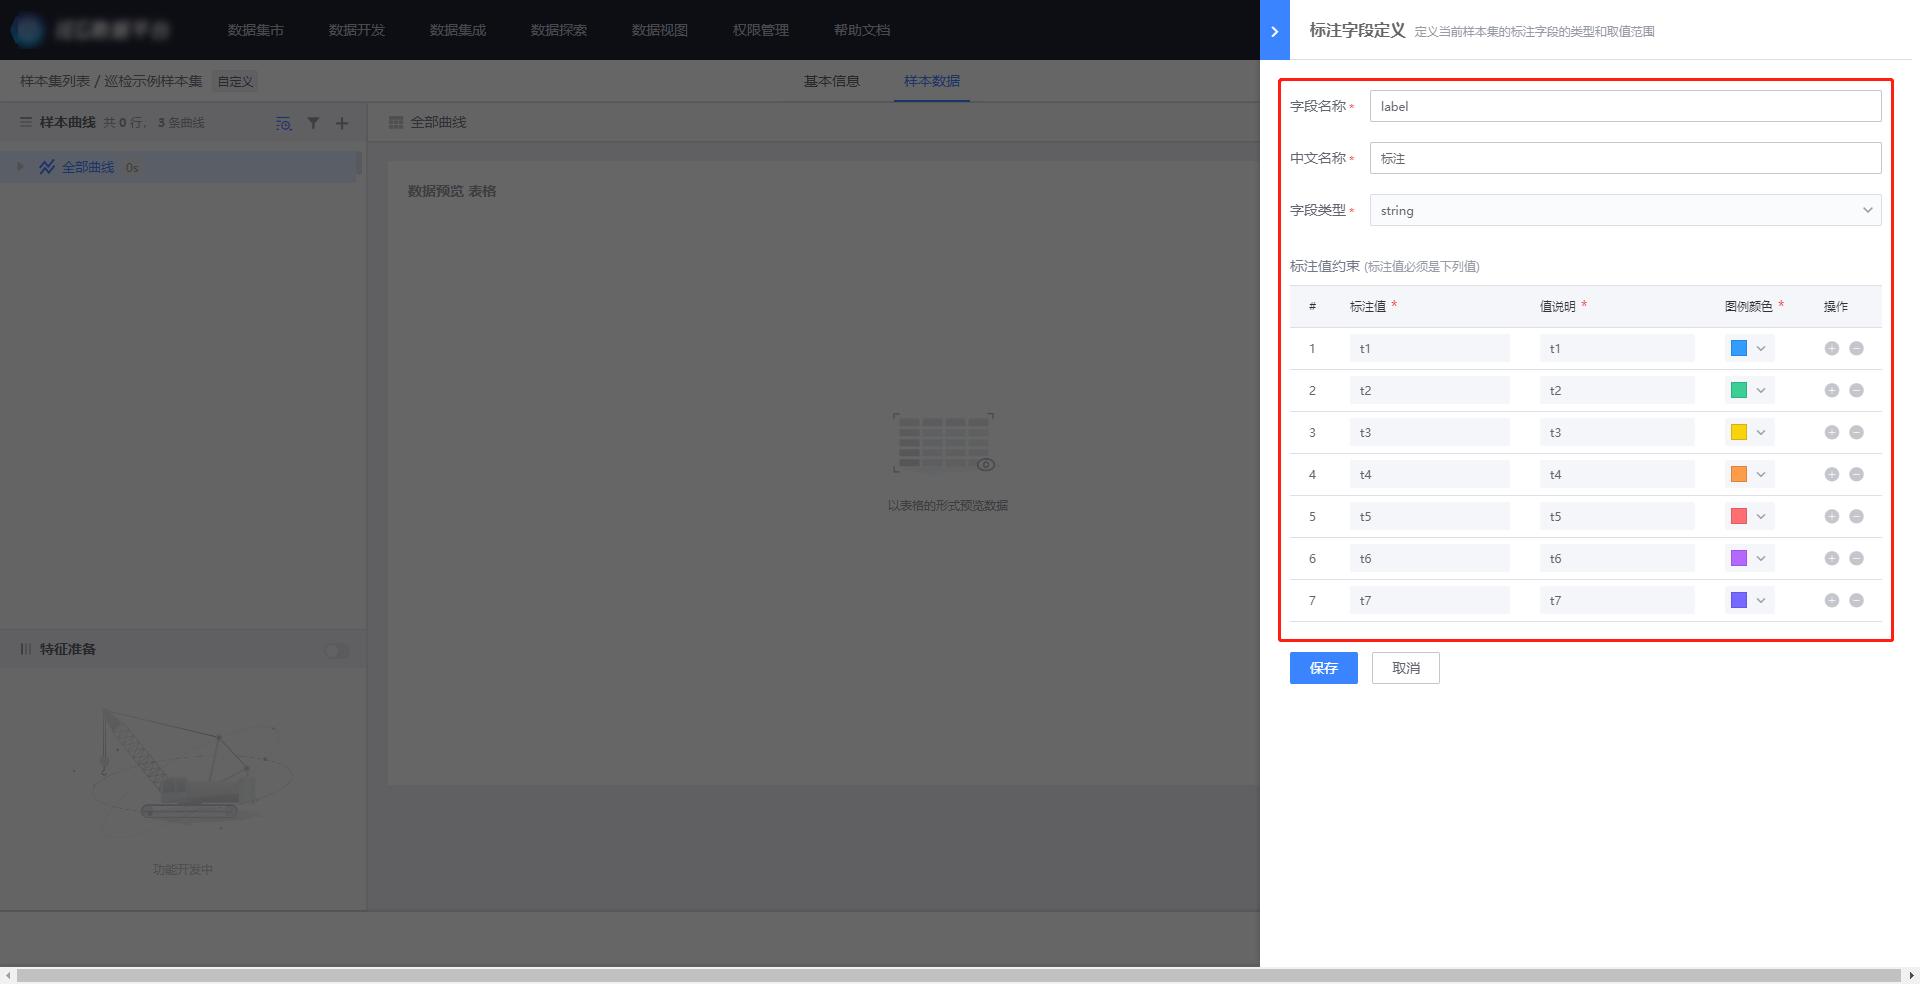 数据集市 数据开发 数据集成 数据探索 数据视图 权限管理 帮助文档
样本集列表 / 巡检示例样本集 自定义
基本信息 样本数据
样本曲线 共 0 行， 3 条曲线
全部曲线
全部曲线 0s
数据预览 表格
以表格的形式预览数据
特征准备
功能开发中
标注字段定义 定义当前样本集的标注字段的类型和取值范围
字段名称 * label
中文名称 * 标注
字段类型 * string
标注值约束 (标注值必须是下列值)
# 标注值 * 值说明 * 图例颜色 * 操作
1 t1 t1
2 t2 t2
3 t3 t3
4 t4 t4
5 t5 t5
6 t6 t6
7 t7 t7
保存 取消